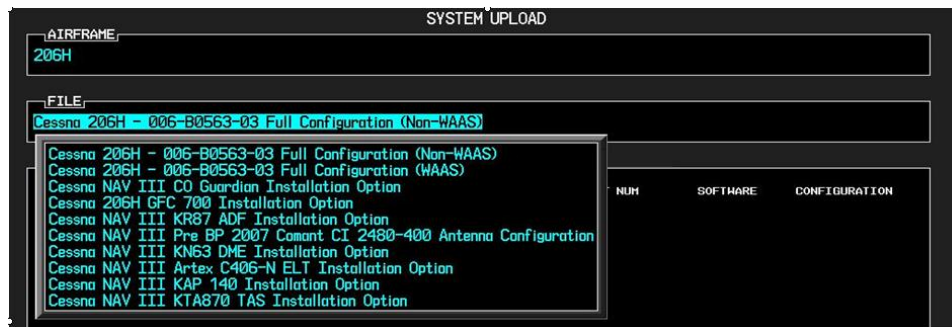 SYSTEM UPLOAD
AIRFRAME
206H
FILE
Cessna 206H - 006-B0563-03 Full Configuration (Non-WAAS)
Cessna 206H - 006-B0563-03 Full Configuration (Non-WAAS)
Cessna 206H - 006-B0563-03 Full Configuration (WAAS)
Cessna NAV III CO Guardian Installation Option
Cessna 206H GFC 700 Installation Option
Cessna NAV III KR87 ADF Installation Option
Cessna NAV III Pre BP 2007 Comant CI 2480-400 Antenna Configuration
Cessna NAV III KN63 DME Installation Option
Cessna NAV III Artex C406-N ELT Installation Option
Cessna NAV III KAP 140 Installation Option
Cessna NAV III KTA870 TAS Installation Option
NUM SOFTWARE CONFIGURATION